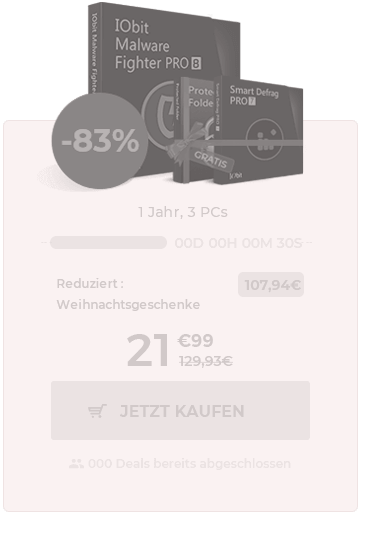 IObit Malware Fighter
IObit
Malware
Fighter PRO 8
Protected Folder
Prote
Folde
Smart Defrag
PRO 7
GRATIS
-83%
1 Jahr, 3 PCs
00D 00H 00M 30S
Reduziert :
107,94€
Weihnachtsgeschenke
21 €99
129,93€
JETZT KAUFEN
000 Deals bereits abgeschlossen